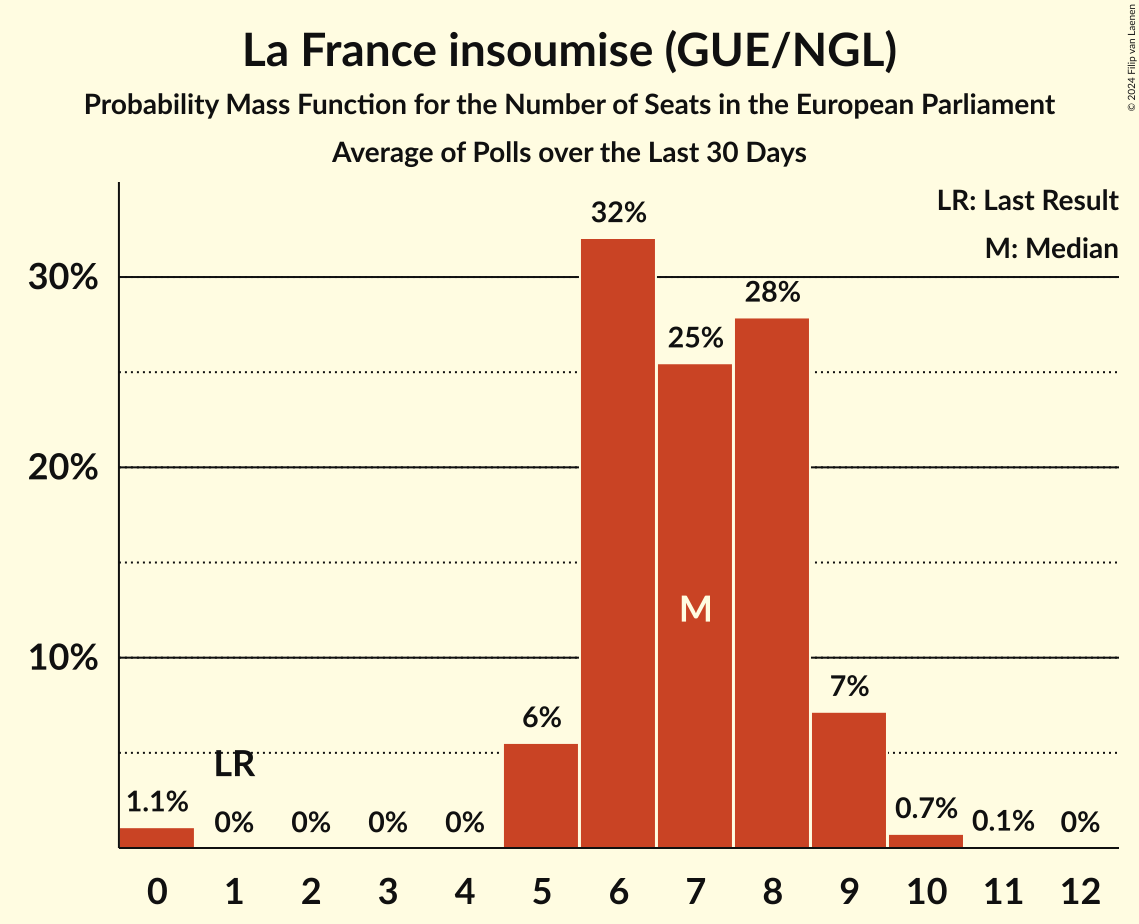 La France insoumise (GUE/NGL)
Probability Mass Function for the Number of Seats in the European Parliament
Average of Polls over the Last 30 Days
© 2024 Filip van Laenen
LR: Last Result
M: Median
30%
20%
10%
1.1%
LR
0%
0%
0%
0%
6%
32%
25%
M
28%
7%
0.7%
0.1%
0%
0 1 2 3 4 5 6 7 8 9 10 11 12